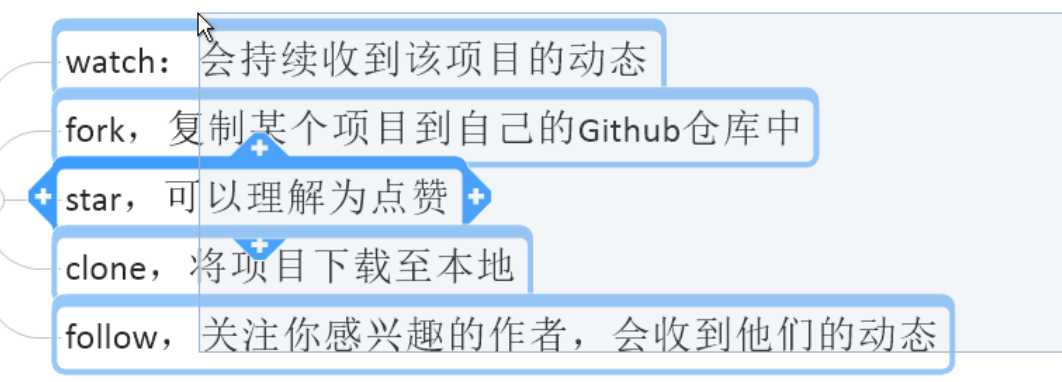 watch：会持续收到该项目的动态
fork，复制某个项目到自己的Github仓库中
star，可以理解为点赞
clone，将项目下载至本地
follow，关注你感兴趣的作者，会收到他们的动态